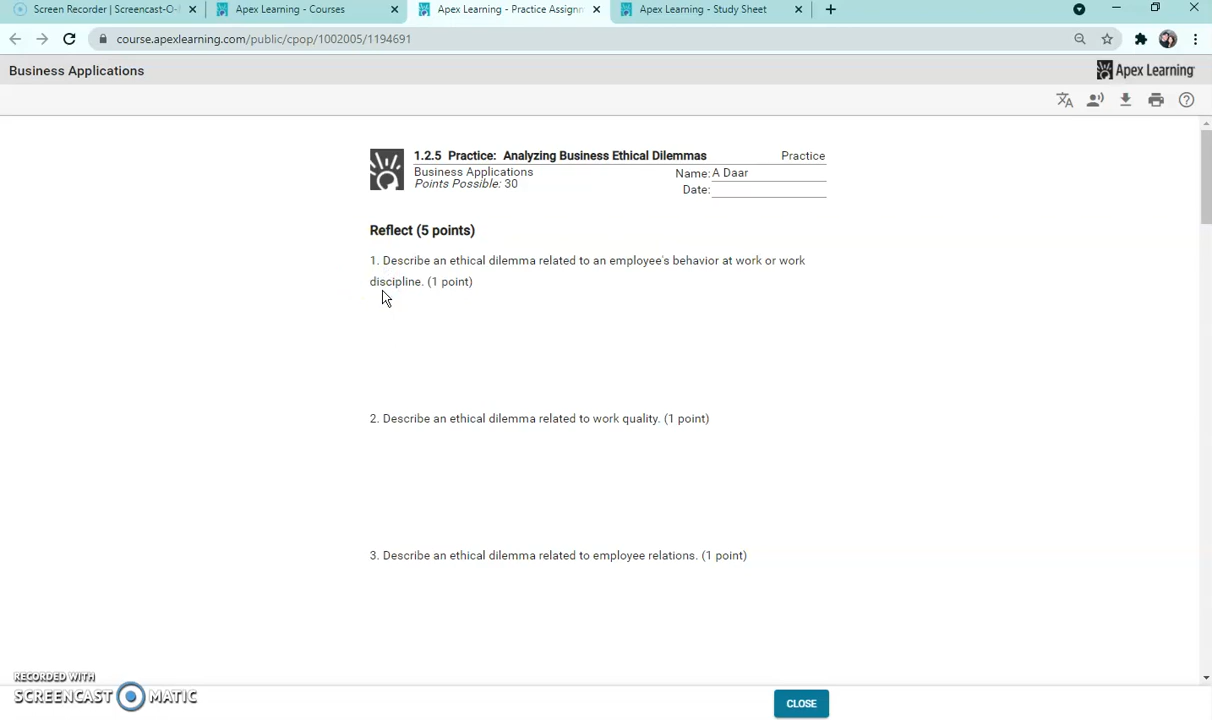 Screen Recorder | Screencast-O-
Apex Learning - Courses
Apex Learning - Practice Assignm
Apex Learning - Study Sheet
course.apexlearning.com/public/cpop/1002005/1194691
Business Applications
Apex Learning
1.2.5 Practice: Analyzing Business Ethical Dilemmas Practice
Business Applications Name: A Daar
Points Possible: 30 Date:
Reflect (5 points)
1. Describe an ethical dilemma related to an employee's behavior at work or work
discipline. (1 point)
2. Describe an ethical dilemma related to work quality. (1 point)
3. Describe an ethical dilemma related to employee relations. (1 point)
RECORDED WITH
SCREENCAST MATIC
CLOSE